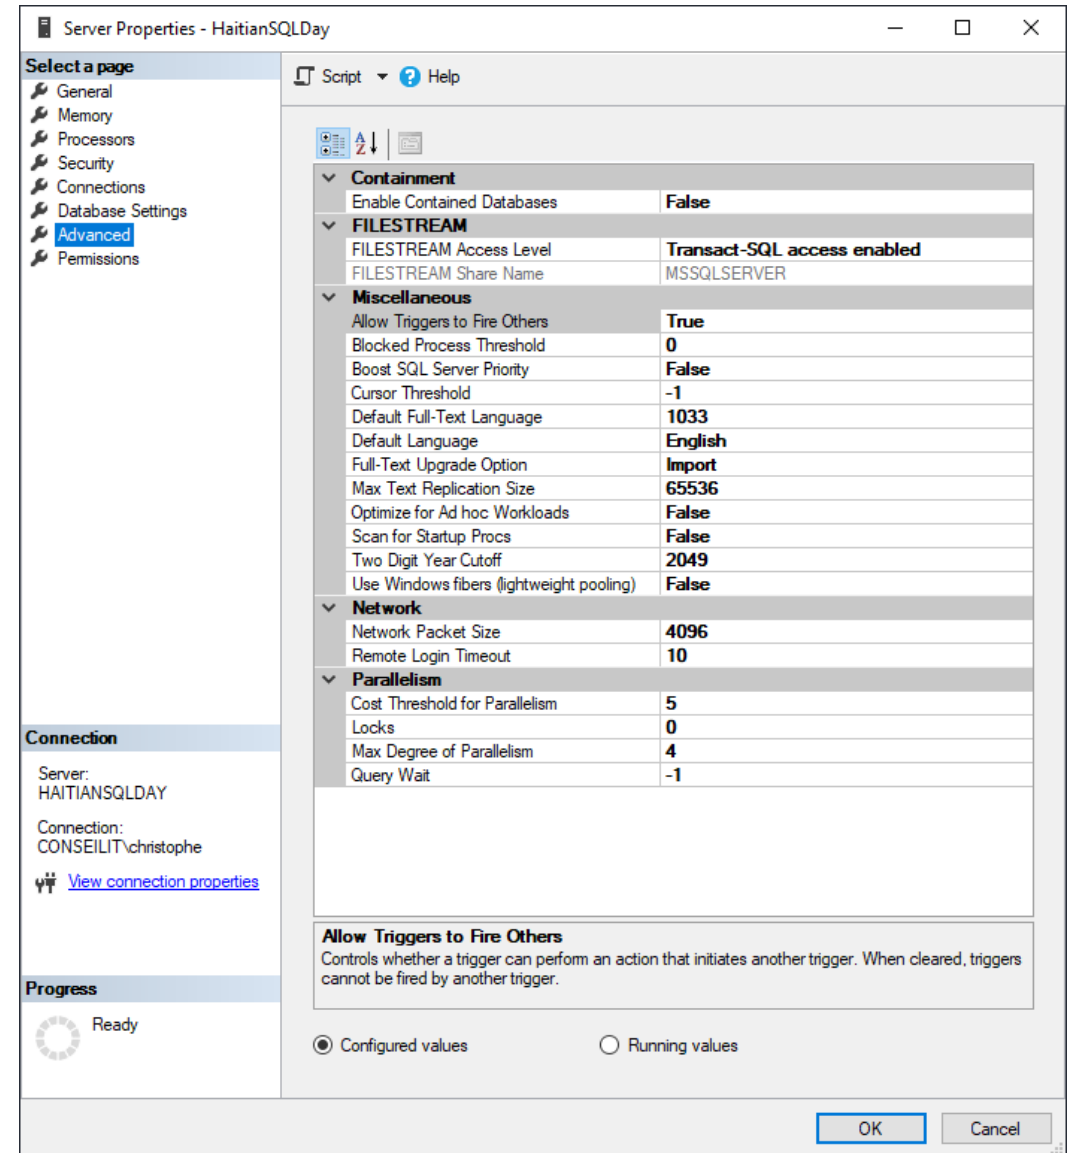 Server Properties - HaitianSQLDay
Select a page
General
Memory
Processors
Security
Connections
Database Settings
Advanced
Permissions
Script Help
Containment
Enable Contained Databases False
FILESTREAM
FILESTREAM Access Level Transact-SQL access enabled
FILESTREAM Share Name MSSQLSERVER
Miscellaneous
Allow Triggers to Fire Others True
Blocked Process Threshold 0
Boost SQL Server Priority False
Cursor Threshold -1
Default Full-Text Language 1033
Default Language English
Full-Text Upgrade Option Import
Max Text Replication Size 65536
Optimize for Ad hoc Workloads False
Scan for Startup Procs False
Two Digit Year Cutoff 2049
Use Windows fibers (lightweight pooling) False
Network
Network Packet Size 4096
Remote Login Timeout 10
Parallelism
Cost Threshold for Parallelism 5
Locks 0
Max Degree of Parallelism 4
Query Wait -1
Connection
Server:
HAITIANSQLDAY
Connection:
CONSEILIT\christophe
View connection properties
Progress
Ready
Allow Triggers to Fire Others
Controls whether a trigger can perform an action that initiates another trigger. When cleared, triggers
cannot be fired by another trigger.
Configured values Running values
OK Cancel